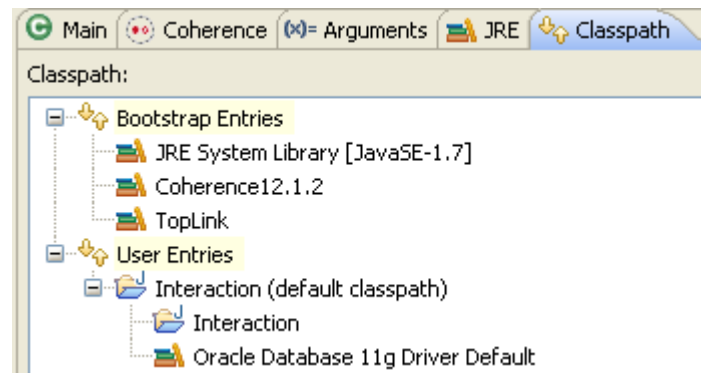 Main Coherence (x)= Arguments JRE Classpath
Classpath:
Bootstrap Entries
JRE System Library [JavaSE-1.7]
Coherence12.1.2
TopLink
User Entries
Interaction (default classpath)
Interaction
Oracle Database 11g Driver Default